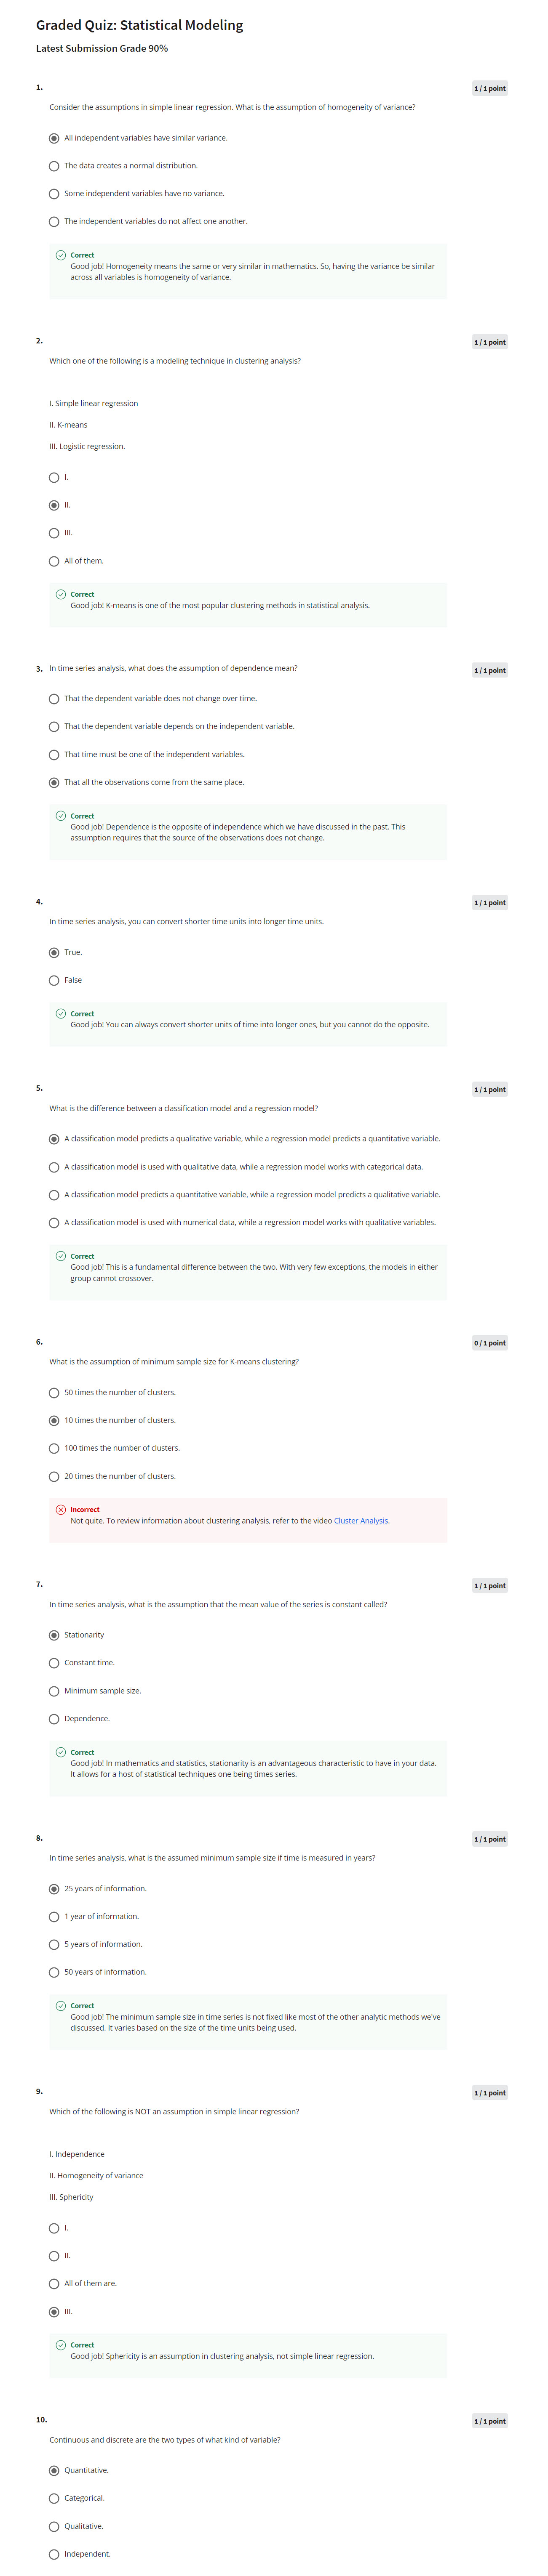 Graded Quiz: Statistical Modeling
Latest Submission Grade 90%
1.
1 / 1 point
Consider the assumptions in simple linear regression. What is the assumption of homogeneity of variance?
All independent variables have similar variance.
The data creates a normal distribution.
Some independent variables have no variance.
The independent variables do not affect one another.
Correct
Good job! Homogeneity means the same or very similar in mathematics. So, having the variance be similar
across all variables is homogeneity of variance.
2.
1 / 1 point
Which one of the following is a modeling technique in clustering analysis?
I. Simple linear regression
II. K-means
III. Logistic regression.
I.
II.
III.
All of them.
Correct
Good job! K-means is one of the most popular clustering methods in statistical analysis.
3. In time series analysis, what does the assumption of dependence mean?
1 / 1 point
That the dependent variable does not change over time.
That the dependent variable depends on the independent variable.
That time must be one of the independent variables.
That all the observations come from the same place.
Correct
Good job! Dependence is the opposite of independence which we have discussed in the past. This
assumption requires that the source of the observations does not change.
4.
1 / 1 point
In time series analysis, you can convert shorter time units into longer time units.
True.
False
Correct
Good job! You can always convert shorter units of time into longer ones, but you cannot do the opposite.
5.
1 / 1 point
What is the difference between a classification model and a regression model?
A classification model predicts a qualitative variable, while a regression model predicts a quantitative variable.
A classification model is used with qualitative data, while a regression model works with categorical data.
A classification model predicts a quantitative variable, while a regression model predicts a qualitative variable.
A classification model is used with numerical data, while a regression model works with qualitative variables.
Correct
Good job! This is a fundamental difference between the two. With very few exceptions, the models in either
group cannot crossover.
6.
0 / 1 point
What is the assumption of minimum sample size for K-means clustering?
50 times the number of clusters.
10 times the number of clusters.
100 times the number of clusters.
20 times the number of clusters.
Incorrect
Not quite. To review information about clustering analysis, refer to the video Cluster Analysis.
7.
1 / 1 point
In time series analysis, what is the assumption that the mean value of the series is constant called?
Stationarity
Constant time.
Minimum sample size.
Dependence.
Correct
Good job! In mathematics and statistics, stationarity is an advantageous characteristic to have in your data.
It allows for a host of statistical techniques one being times series.
8.
1 / 1 point
In time series analysis, what is the assumed minimum sample size if time is measured in years?
25 years of information.
1 year of information.
5 years of information.
50 years of information.
Correct
Good job! The minimum sample size in time series is not fixed like most of the other analytic methods we've
discussed. It varies based on the size of the time units being used.
9.
1 / 1 point
Which of the following is NOT an assumption in simple linear regression?
I. Independence
II. Homogeneity of variance
III. Sphericity
I.
II.
All of them are.
III.
Correct
Good job! Sphericity is an assumption in clustering analysis, not simple linear regression.
10.
1 / 1 point
Continuous and discrete are the two types of what kind of variable?
Quantitative.
Categorical.
Qualitative.
Independent.